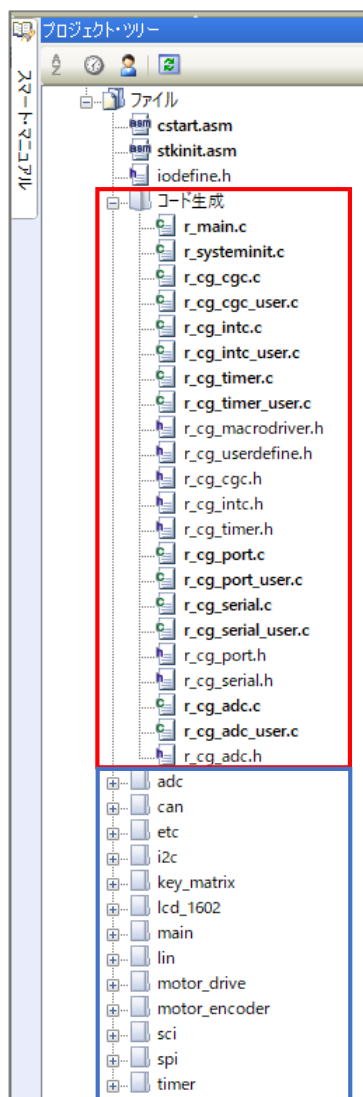 プロジェクト・ツリー
スマート・マニュアル
ファイル
cstart.asm
stkinit.asm
iodefine.h
コード生成
r_main.c
r_systeminit.c
r_cg_cgc.c
r_cg_cgc_user.c
r_cg_intc.c
r_cg_intc_user.c
r_cg_timer.c
r_cg_timer_user.c
r_cg_macrodriver.h
r_cg_userdefine.h
r_cg_cgc.h
r_cg_intc.h
r_cg_timer.h
r_cg_port.c
r_cg_port_user.c
r_cg_serial.c
r_cg_serial_user.c
r_cg_port.h
r_cg_serial.h
r_cg_adc.c
r_cg_adc_user.c
r_cg_adc.h
adc
can
etc
i2c
key_matrix
lcd_1602
main
lin
motor_drive
motor_encoder
sci
spi
timer